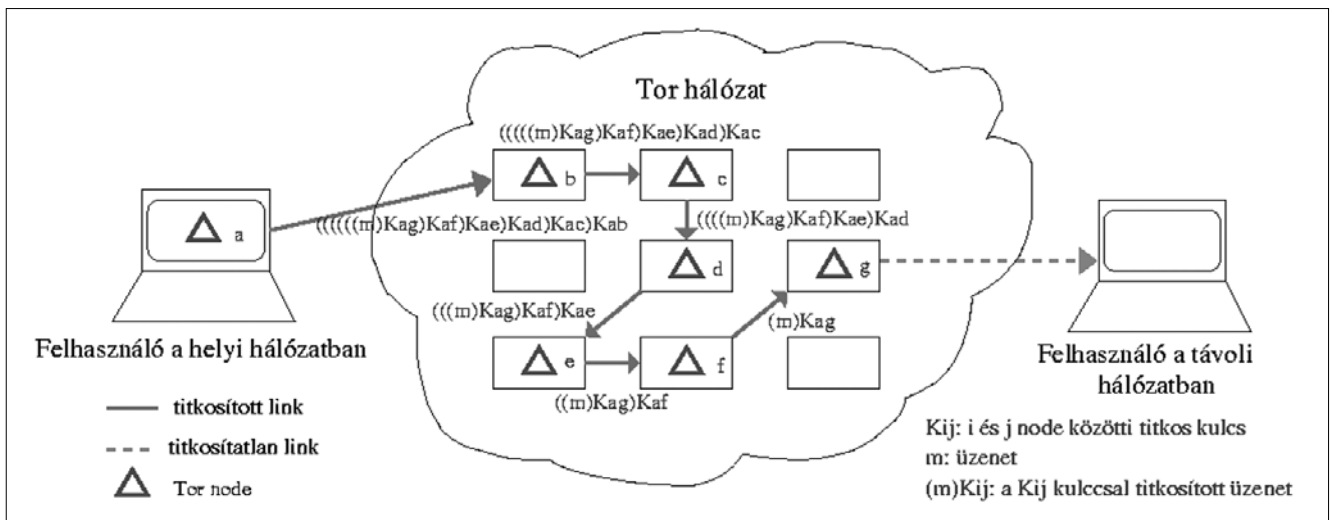 Tor hálózat
(((((m)Kag)Kaf)Kae)Kad)Kac
b
c
a
((((((m)Kag)Kaf)Kae)Kad)Kac)Kab
((((m)Kag)Kaf)Kae)Kad
d
g
(((m)Kag)Kaf)Kae
(m)Kag
e
f
((m)Kag)Kaf
Felhasználó a helyi hálózatban
Felhasználó a távoli
hálózatban
titkosított link
titkosítatlan link
Tor node
Kij: i és j node közötti titkos kulcs
m: üzenet
(m)Kij: a Kij kulccsal titkosított üzenet